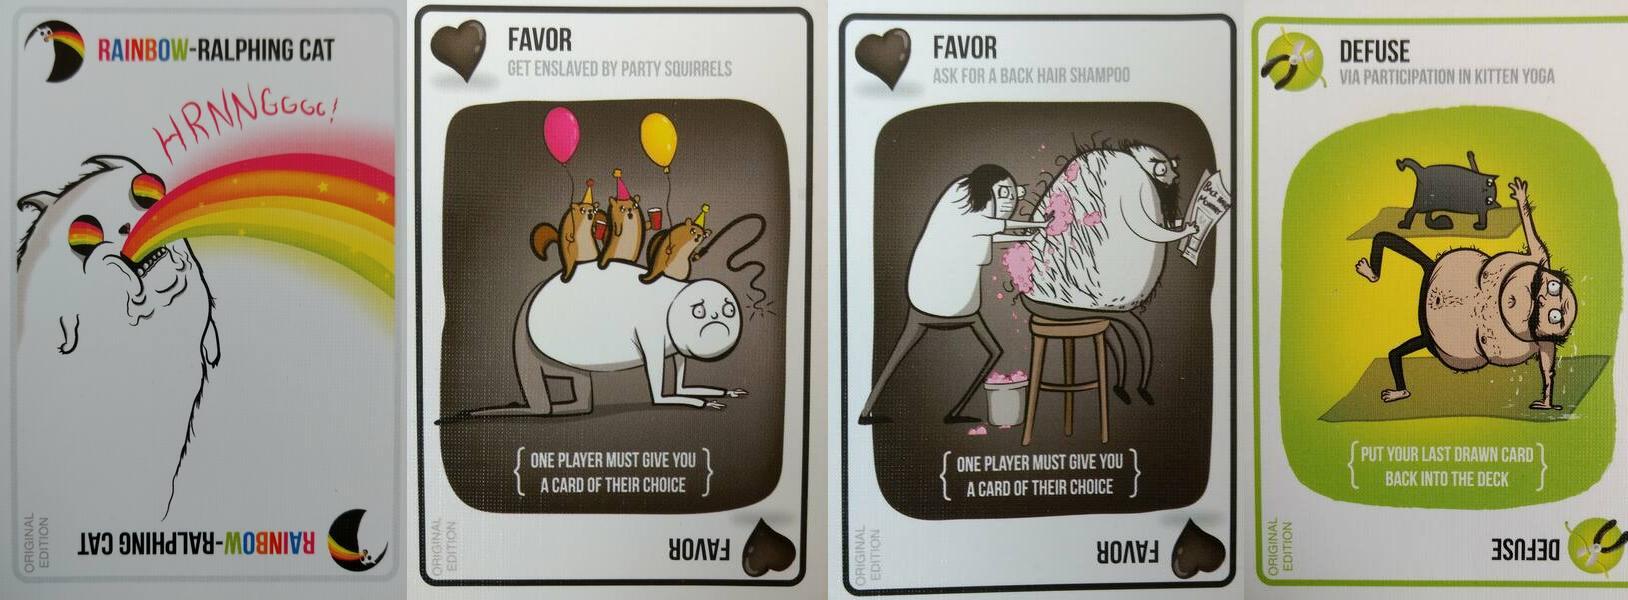 RAINBOW-RALPHING CAT
HRNNGGGG!
ORIGINAL
EDITION
RAINBOW-RALPHING CAT
FAVOR
GET ENSLAVED BY PARTY SQUIRRELS
{ ONE PLAYER MUST GIVE YOU
A CARD OF THEIR CHOICE }
ORIGINAL
EDITION
FAVOR
FAVOR
ASK FOR A BACK HAIR SHAMPOO
{ ONE PLAYER MUST GIVE YOU
A CARD OF THEIR CHOICE }
ORIGINAL
EDITION
FAVOR
DEFUSE
VIA PARTICIPATION IN KITTEN YOGA
{ PUT YOUR LAST DRAWN CARD
BACK INTO THE DECK }
ORIGINAL
EDITION
DEFUSE